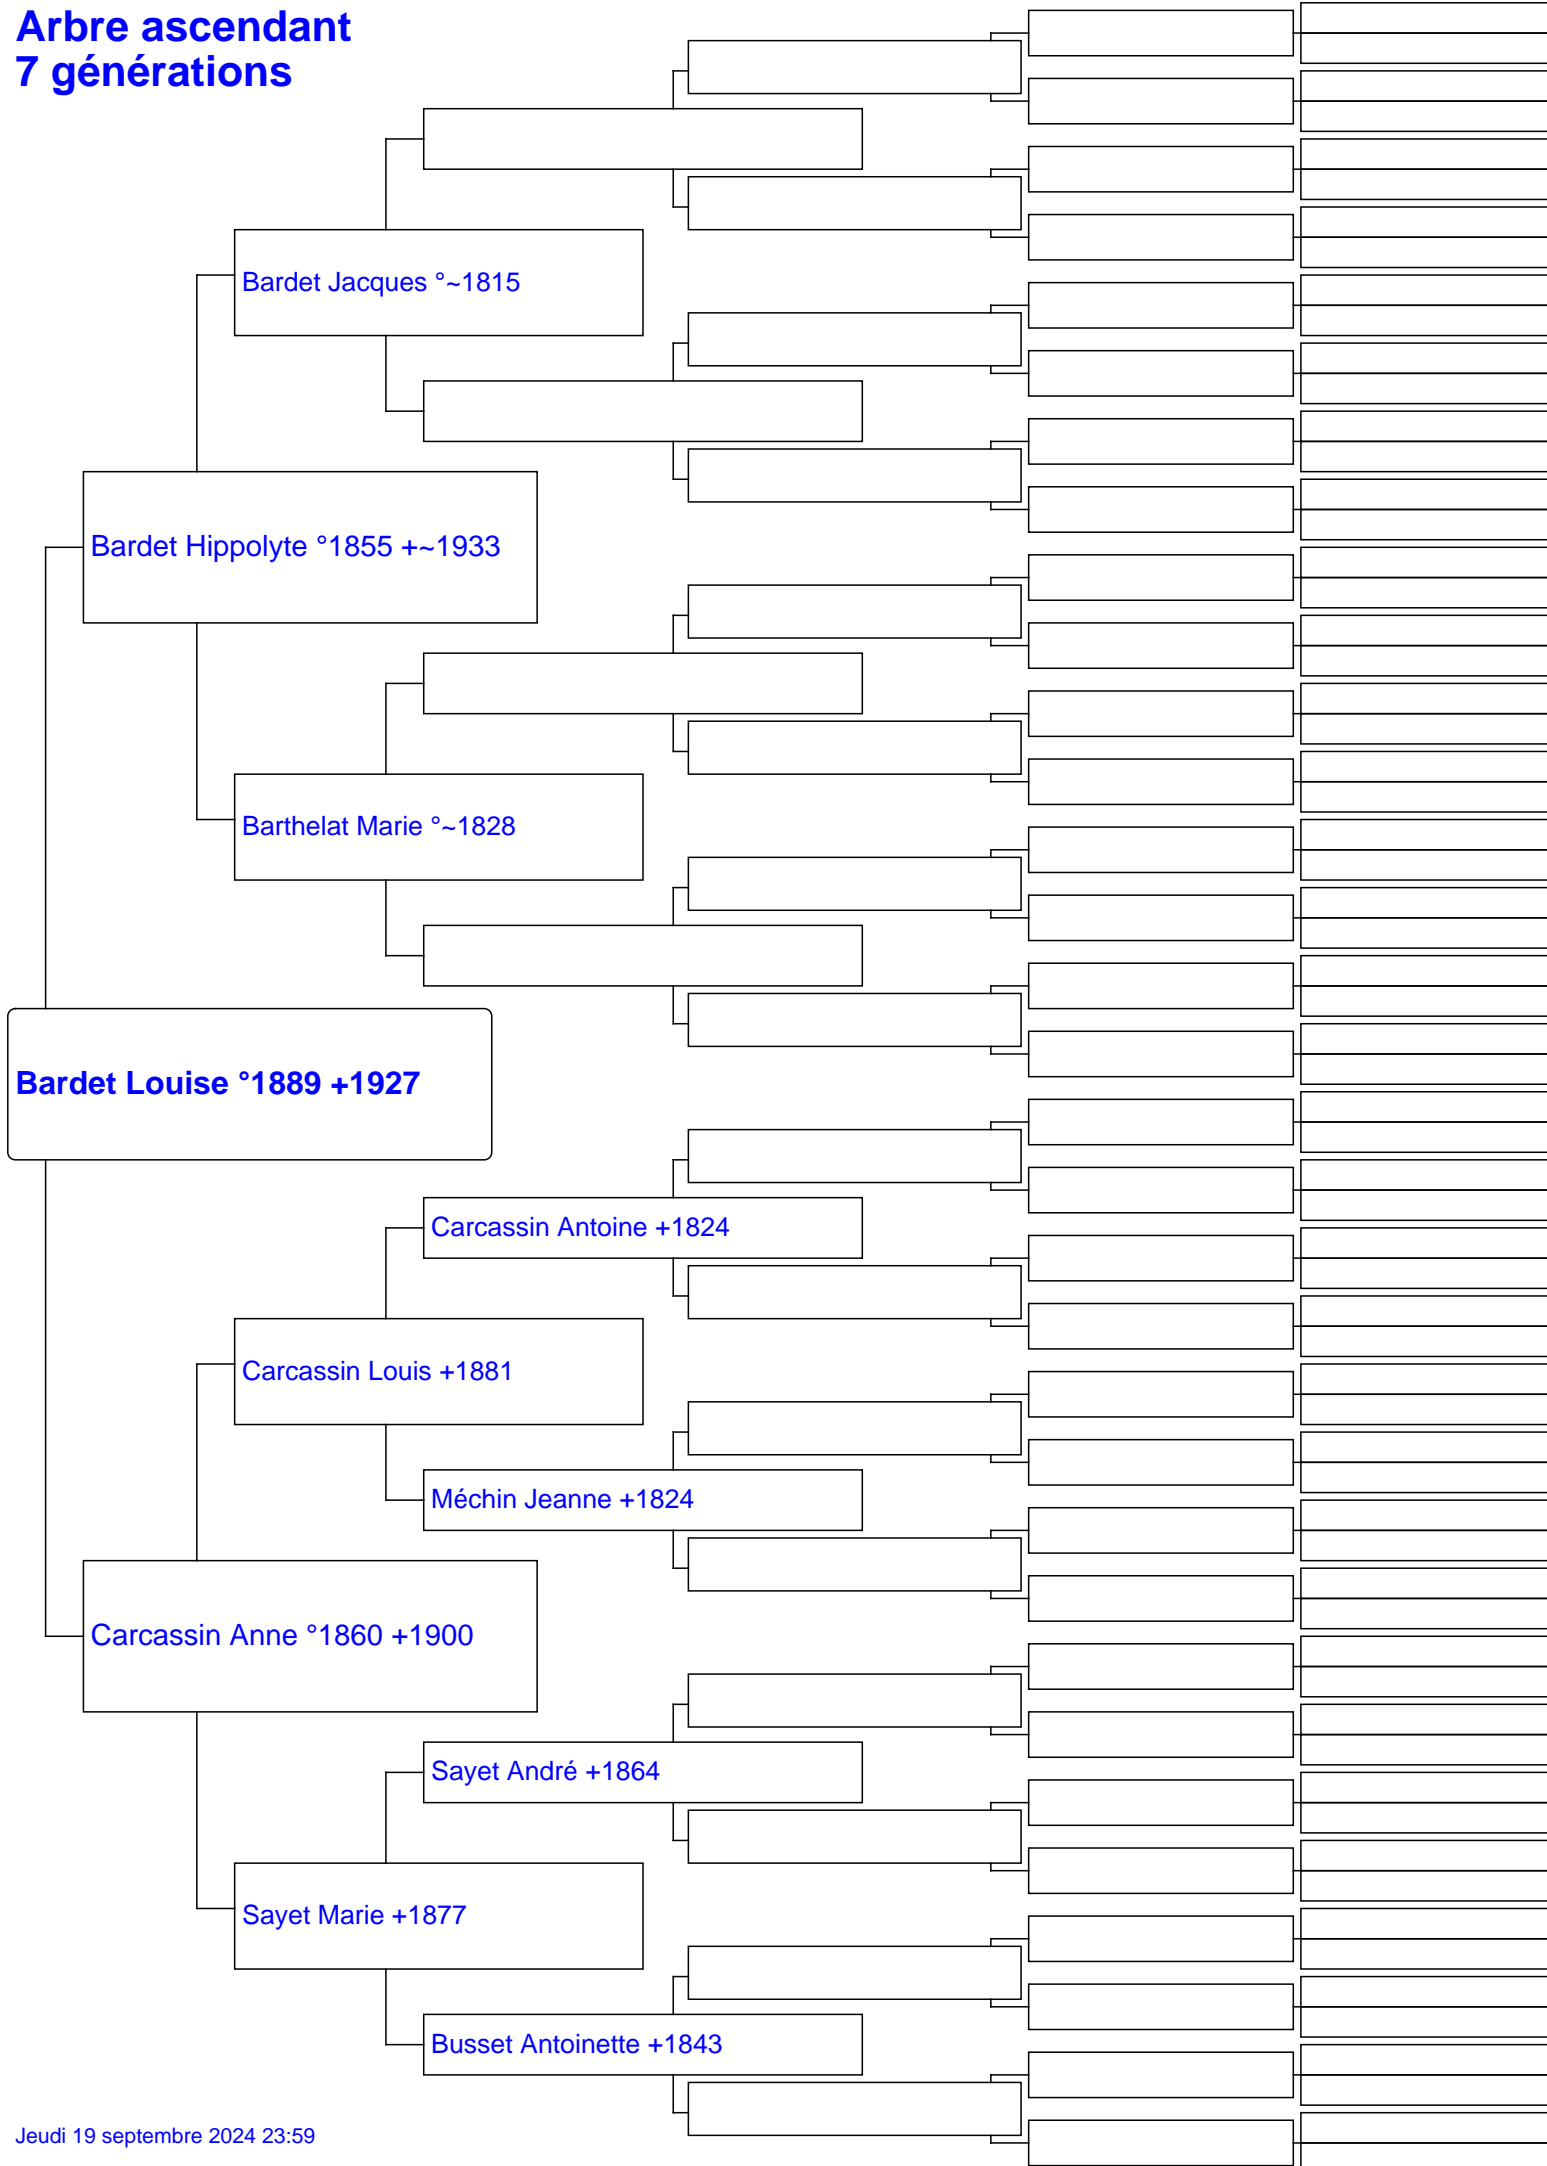 Arbre ascendant
7 générations
Bardet Jacques °~1815
Bardet Hippolyte °1855 +~1933
Barthelat Marie °~1828
Bardet Louise °1889 +1927
Carcassin Antoine +1824
Carcassin Louis +1881
Méchin Jeanne +1824
Carcassin Anne °1860 +1900
Sayet André +1864
Sayet Marie +1877
Busset Antoinette +1843
Jeudi 19 septembre 2024 23:59